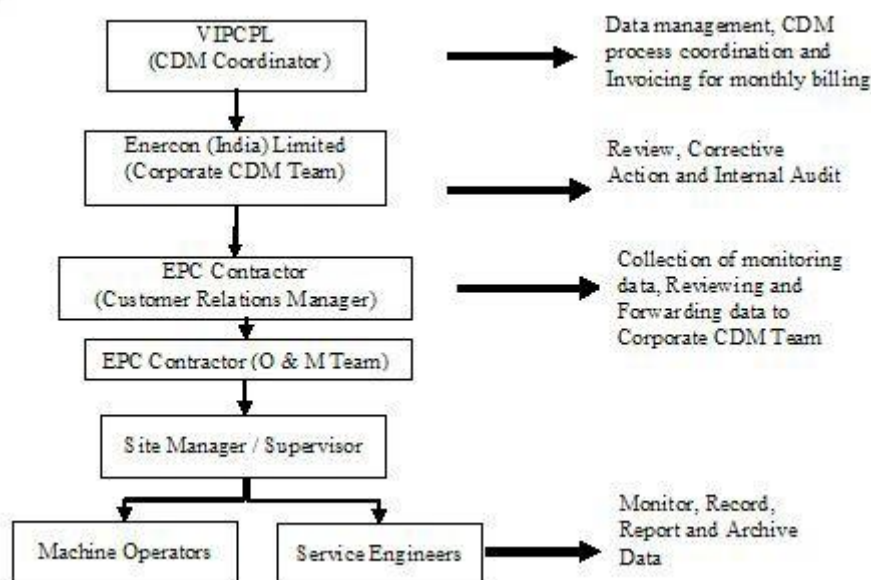 VIPCPL
(CDM Coordinator)
Data management, CDM
process coordination and
Invoicing for monthly billing
Enercon (India) Limited
(Corporate CDM Team)
Review, Corrective
Action and Internal Audit
EPC Contractor
(Customer Relations Manager)
Collection of monitoring
data, Reviewing and
Forwarding data to
Corporate CDM Team
EPC Contractor (O & M Team)
Site Manager / Supervisor
Monitor, Record,
Report and Archive
Data
Machine Operators
Service Engineers